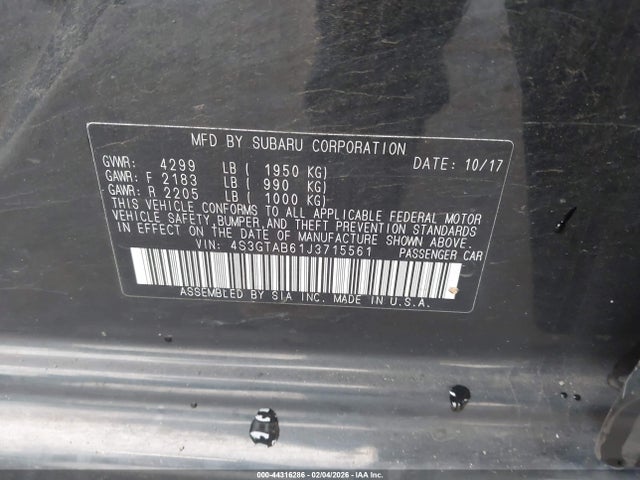 MFD BY SUBARU CORPORATION
GVWR: 4299 LB ( 1950 KG) DATE: 10/17
GAWR: F 2183 LB ( 990 KG)
GAWR: R 2205 LB ( 1000 KG)
THIS VEHICLE CONFORMS TO ALL APPLICABLE FEDERAL MOTOR
VEHICLE SAFETY,BUMPER,AND THEFT PREVENTION STANDARDS
IN EFFECT ON THE DATE OF MANUFACTURE SHOWN ABOVE.
VIN: 4S3GTAB61J3715561 PASSENGER CAR
ASSEMBLED BY SIA INC. MADE IN U.S.A.
000-44316286 - 02/04/2026 - IAA Inc.